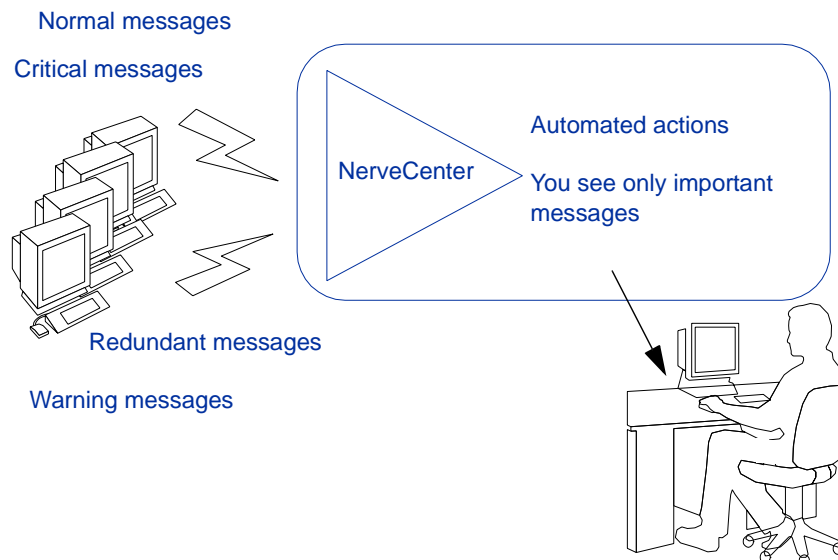 Normal messages
Critical messages
NerveCenter
Automated actions
You see only important
messages
Redundant messages
Warning messages